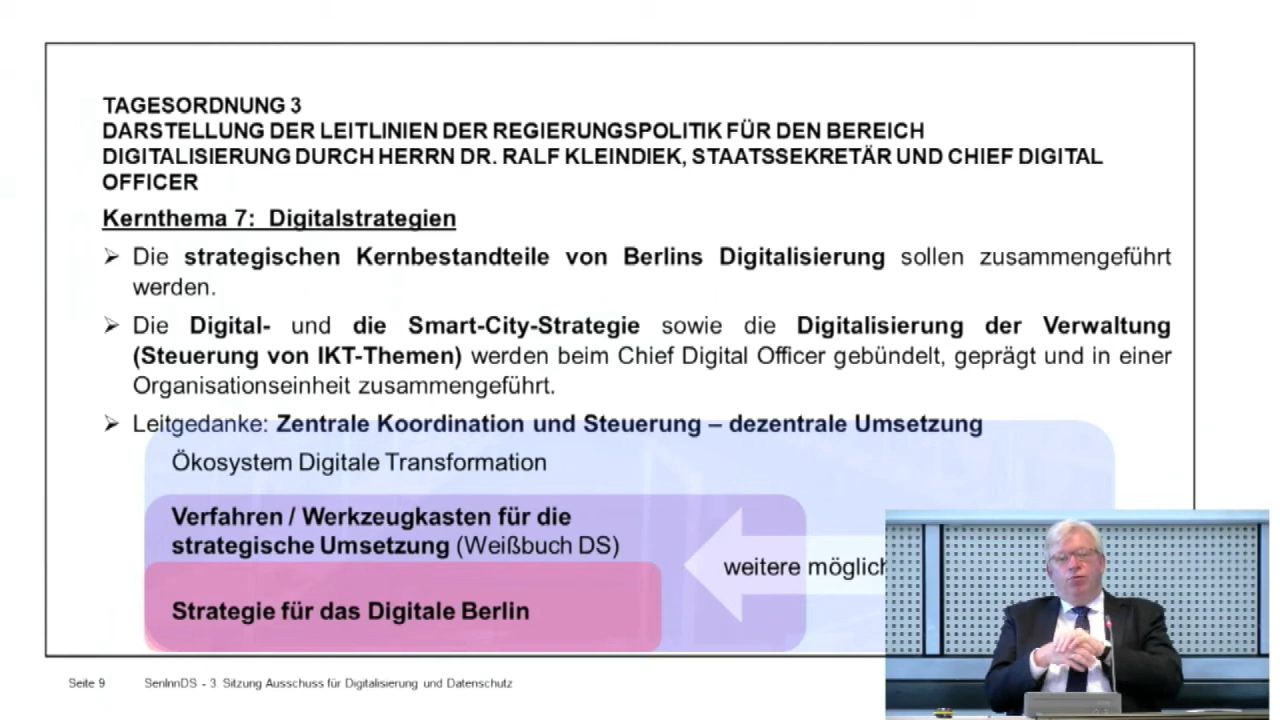 TAGESORDNUNG 3
DARSTELLUNG DER LEITLINIEN DER REGIERUNGSPOLITIK FÜR DEN BEREICH
DIGITALISIERUNG DURCH HERRN DR. RALF KLEINDIEK, STAATSSEKRETÄR UND CHIEF DIGITAL
OFFICER
Kernthema 7: Digitalstrategien
➢ Die strategischen Kernbestandteile von Berlins Digitalisierung sollen zusammengeführt
werden.
➢ Die Digital- und die Smart-City-Strategie sowie die Digitalisierung der Verwaltung
(Steuerung von IKT-Themen) werden beim Chief Digital Officer gebündelt, geprägt und in einer
Organisationseinheit zusammengeführt.
➢ Leitgedanke: Zentrale Koordination und Steuerung – dezentrale Umsetzung
Ökosystem Digitale Transformation
Verfahren / Werkzeugkasten für die
strategische Umsetzung (Weißbuch DS)
weitere möglich
Strategie für das Digitale Berlin
Seite 9 SenInnDS - 3. Sitzung Ausschuss für Digitalisierung und Datenschutz